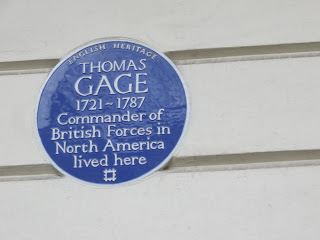 ENGLISH HERITAGE
THOMAS
GAGE
1721~1787
Commander of
British Forces in
North America
lived here